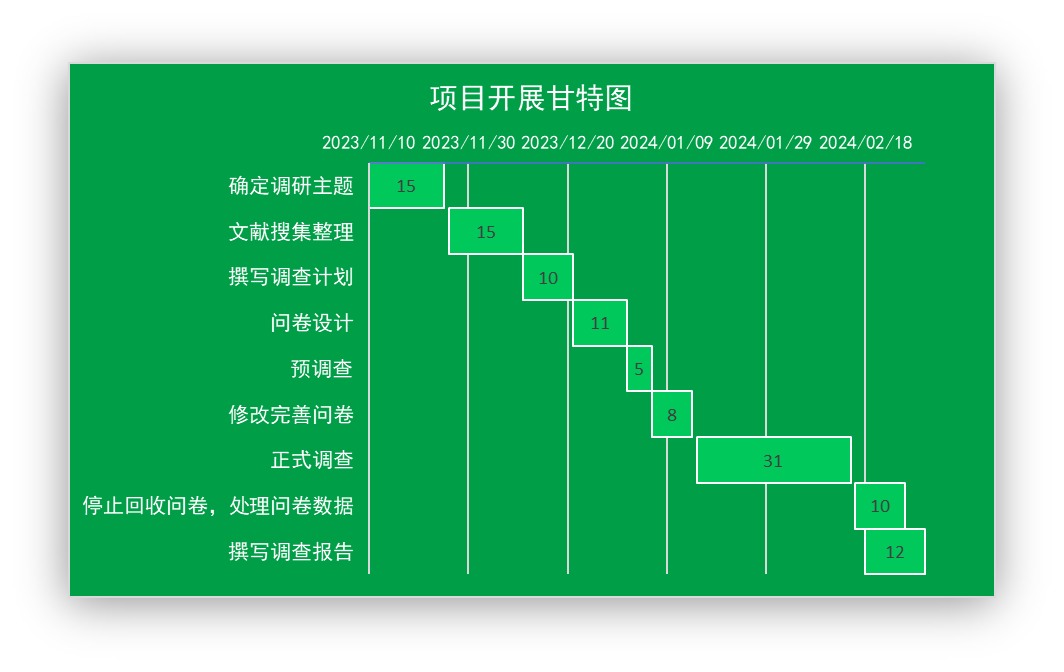 项目开展甘特图
2023/11/10 2023/11/30 2023/12/20 2024/01/09 2024/01/29 2024/02/18
确定调研主题 15
文献搜集整理 15
撰写调查计划 10
问卷设计 11
预调查 5
修改完善问卷 8
正式调查 31
停止回收问卷，处理问卷数据 10
撰写调查报告 12